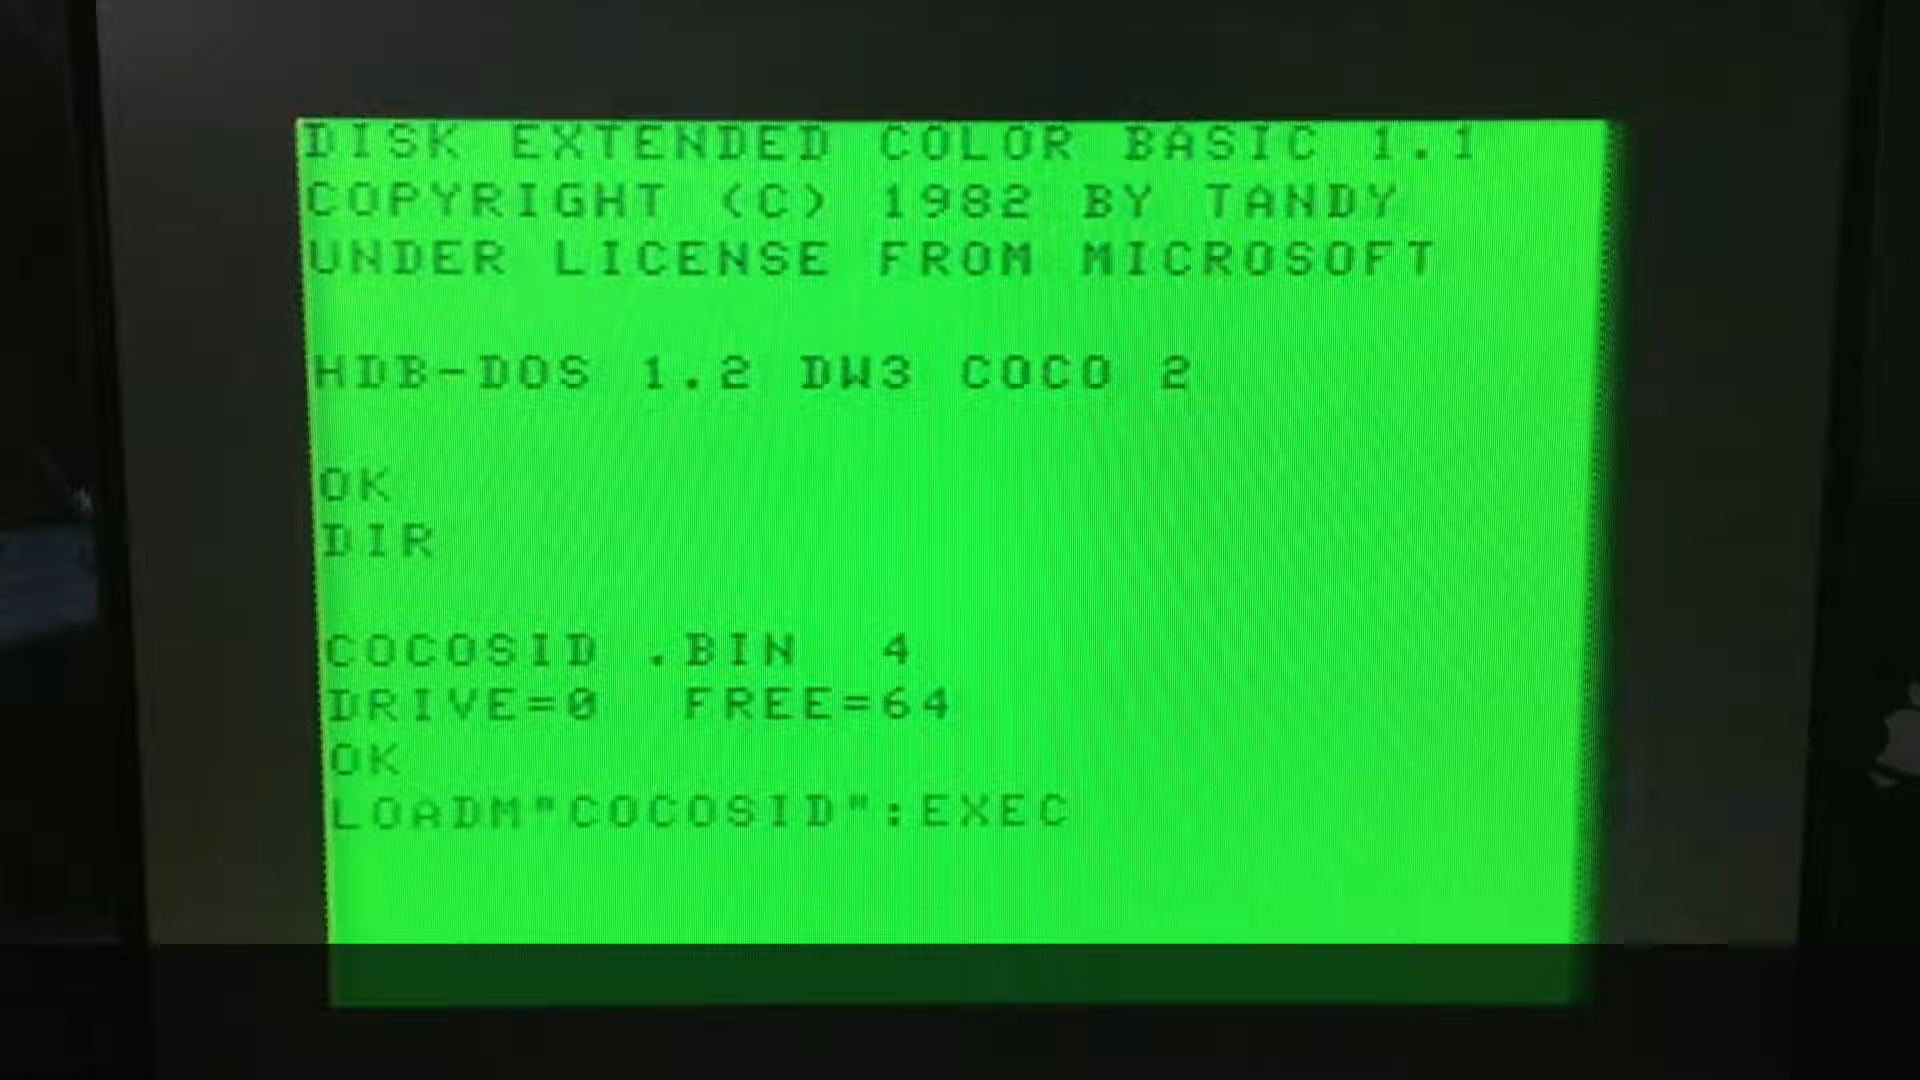 DISK EXTENDED COLOR BASIC 1.1
COPYRIGHT (C) 1982 BY TANDY
UNDER LICENSE FROM MICROSOFT
HDB-DOS 1.2 DW3 COCO 2
OK
DIR
COCOSID .BIN 4
DRIVE=0 FREE=64
OK
LOADM"COCOSID":EXEC